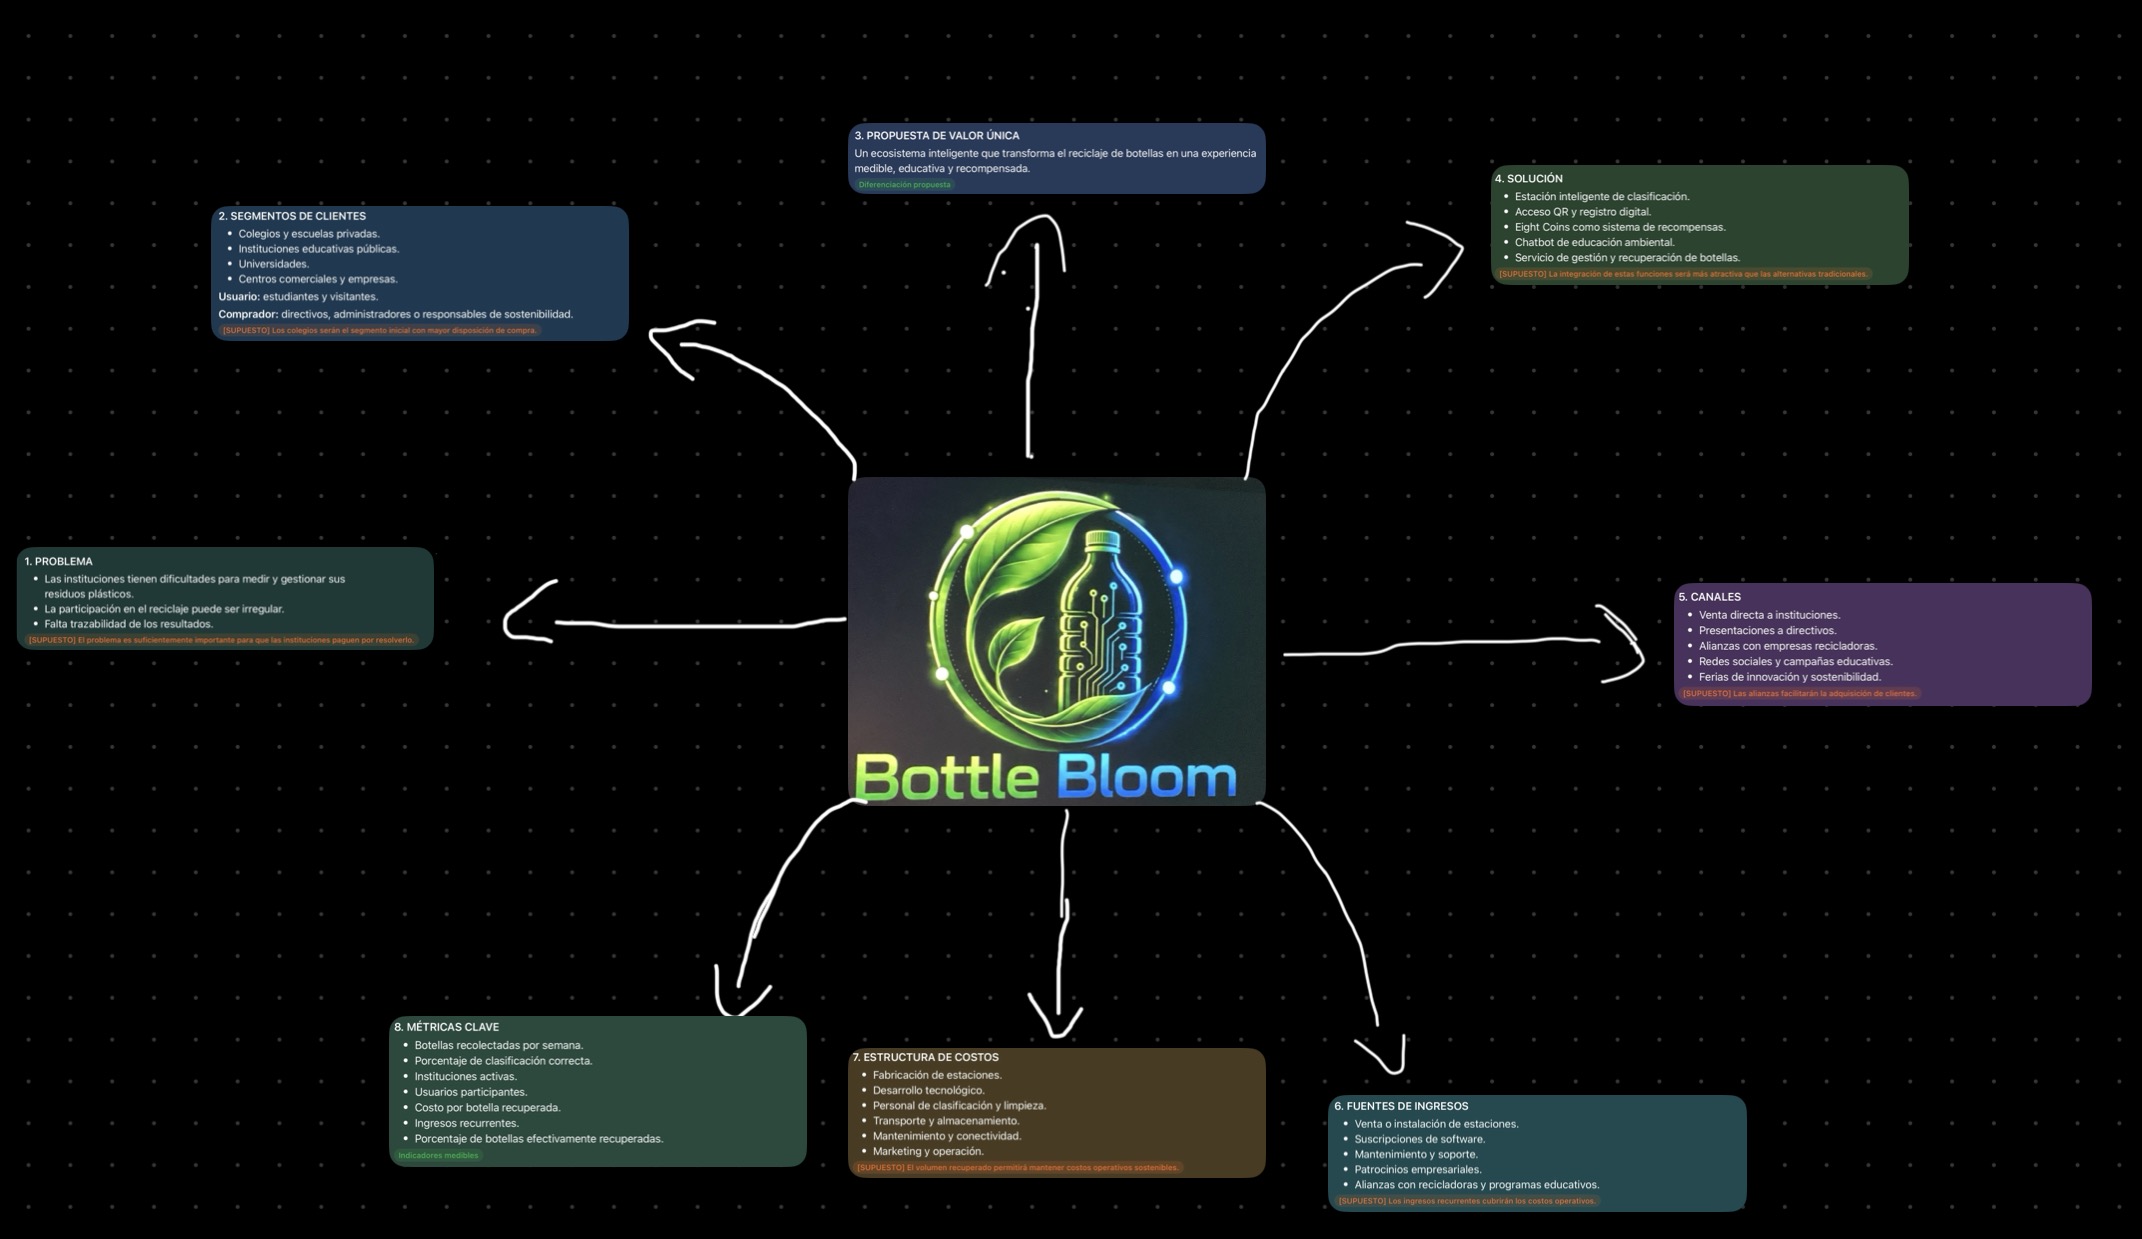 1. PROBLEMA
• Las instituciones tienen dificultades para medir y gestionar sus
residuos plásticos.
• La participación en el reciclaje puede ser irregular.
• Falta trazabilidad de los resultados.
[SUPUESTO] El problema es suficientemente importante para que las instituciones paguen por resolverlo.
2. SEGMENTOS DE CLIENTES
• Colegios y escuelas privadas.
• Instituciones educativas públicas.
• Universidades.
• Centros comerciales y empresas.
Usuario: estudiantes y visitantes.
Comprador: directivos, administradores o responsables de sostenibilidad.
[SUPUESTO] Los colegios serán el segmento inicial con mayor disposición de compra.
3. PROPUESTA DE VALOR ÚNICA
Un ecosistema inteligente que transforma el reciclaje de botellas en una experiencia
medible, educativa y recompensada.
Diferenciación propuesta
4. SOLUCIÓN
• Estación inteligente de clasificación.
• Acceso QR y registro digital.
• Eight Coins como sistema de recompensas.
• Chatbot de educación ambiental.
• Servicio de gestión y recuperación de botellas.
[SUPUESTO] La integración de estas funciones será más atractiva que las alternativas tradicionales.
5. CANALES
• Venta directa a instituciones.
• Presentaciones a directivos.
• Alianzas con empresas recicladoras.
• Redes sociales y campañas educativas.
• Ferias de innovación y sostenibilidad.
[SUPUESTO] Las alianzas facilitarán la adquisición de clientes.
6. FUENTES DE INGRESOS
• Venta o instalación de estaciones.
• Suscripciones de software.
• Mantenimiento y soporte.
• Patrocinios empresariales.
• Alianzas con recicladoras y programas educativos.
[SUPUESTO] Los ingresos recurrentes cubrirán los costos operativos.
7. ESTRUCTURA DE COSTOS
• Fabricación de estaciones.
• Desarrollo tecnológico.
• Personal de clasificación y limpieza.
• Transporte y almacenamiento.
• Mantenimiento y conectividad.
• Marketing y operación.
[SUPUESTO] El volumen recuperado permitirá mantener costos operativos sostenibles.
8. MÉTRICAS CLAVE
• Botellas recolectadas por semana.
• Porcentaje de clasificación correcta.
• Instituciones activas.
• Usuarios participantes.
• Costo por botella recuperada.
• Ingresos recurrentes.
• Porcentaje de botellas efectivamente recuperadas.
Indicadores medibles
Bottle Bloom